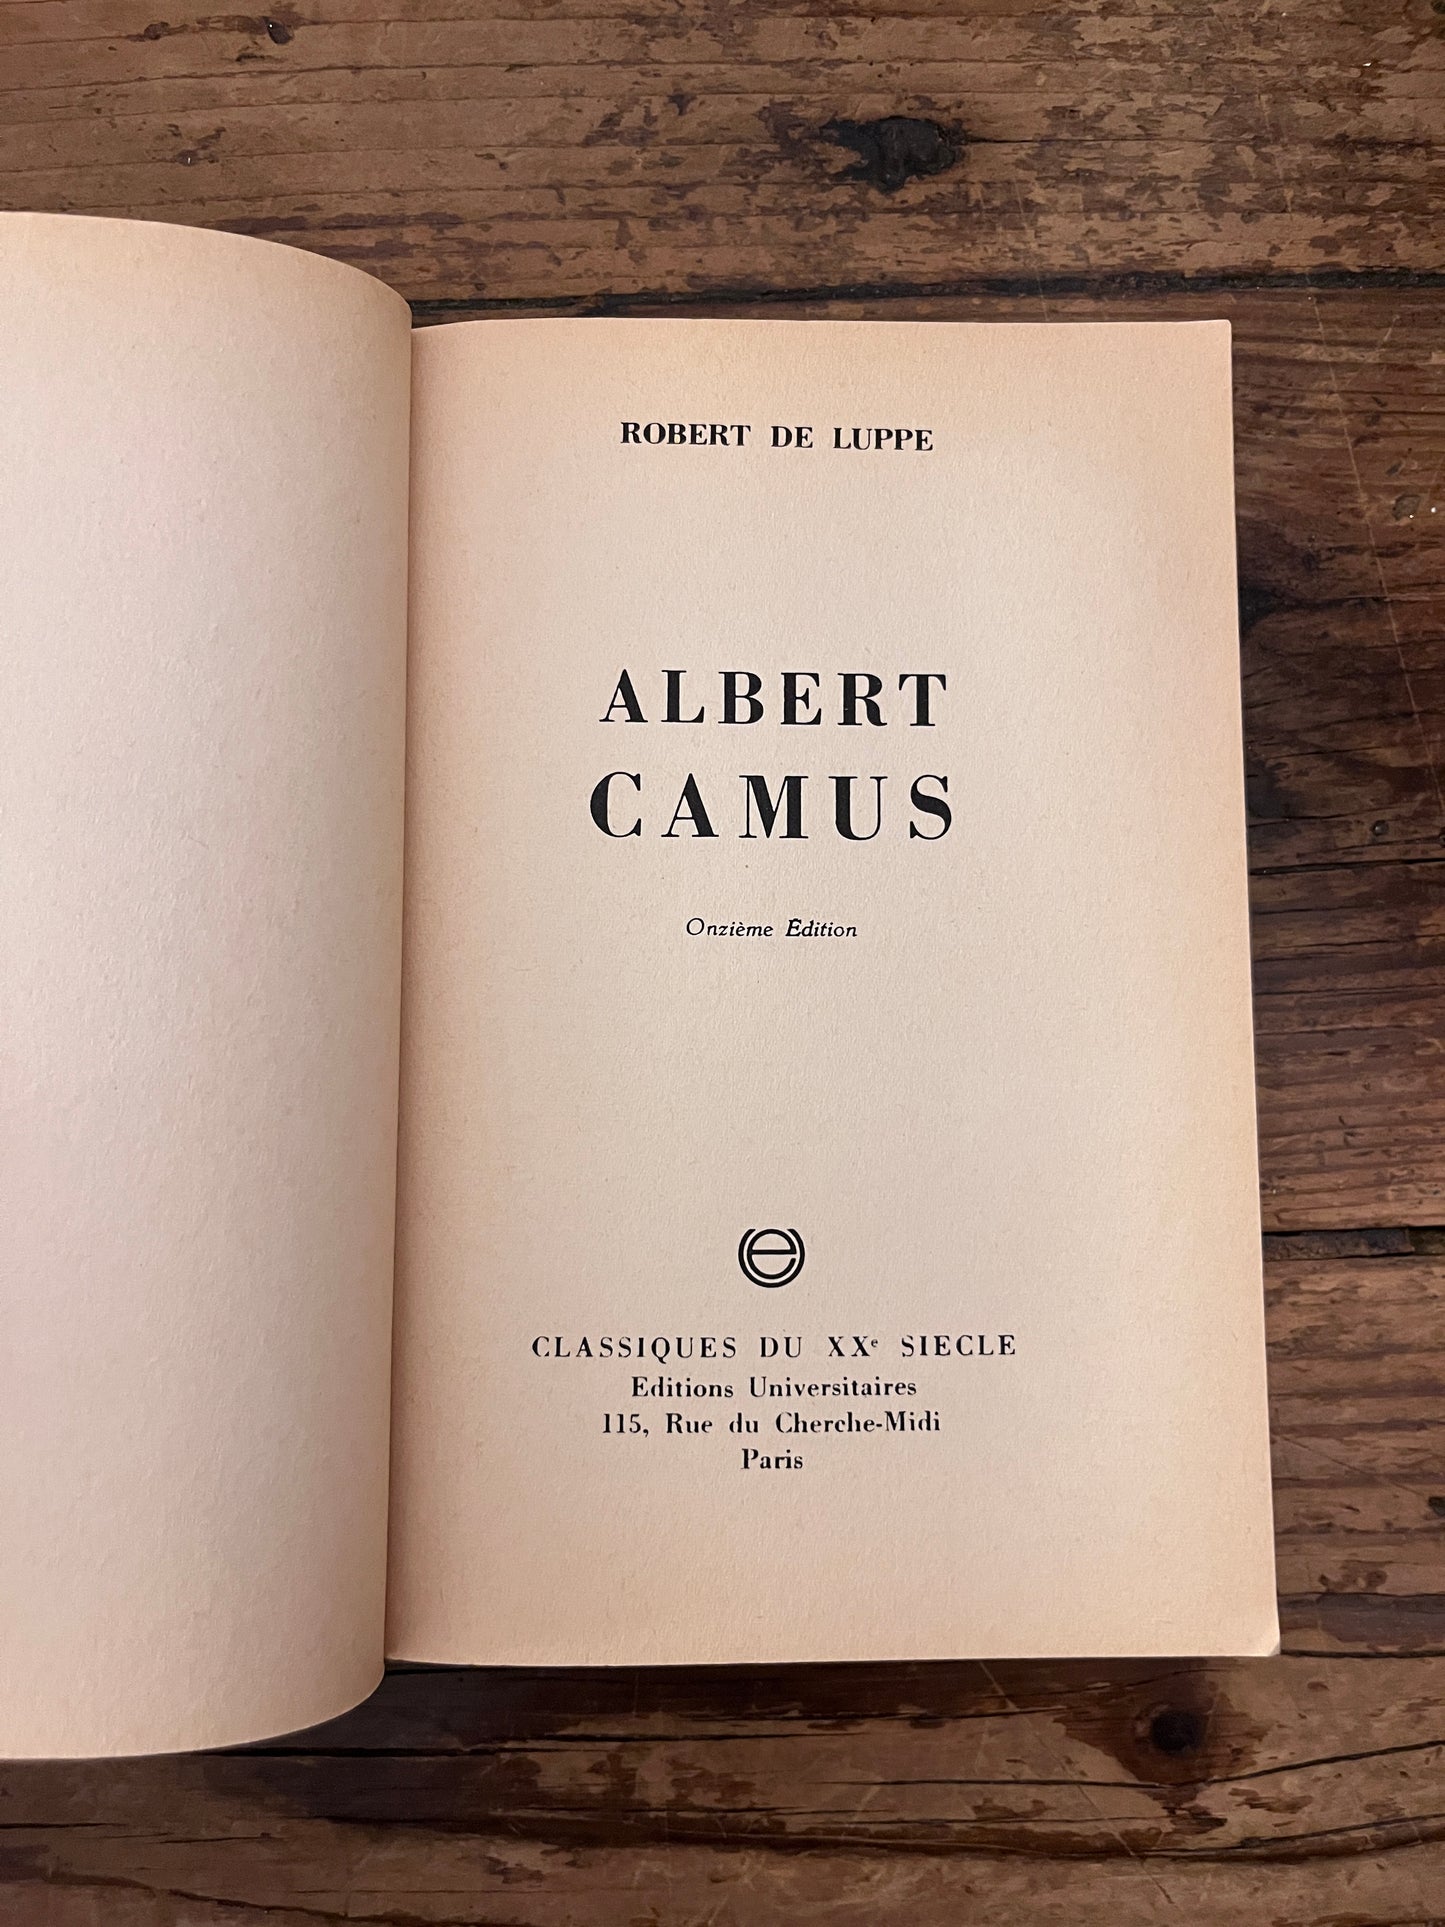 ROBERT DE LUPPE
ALBERT
CAMUS
Onzième Édition
CLASSIQUES DU XXe SIECLE
Editions Universitaires
115, Rue du Cherche-Midi
Paris